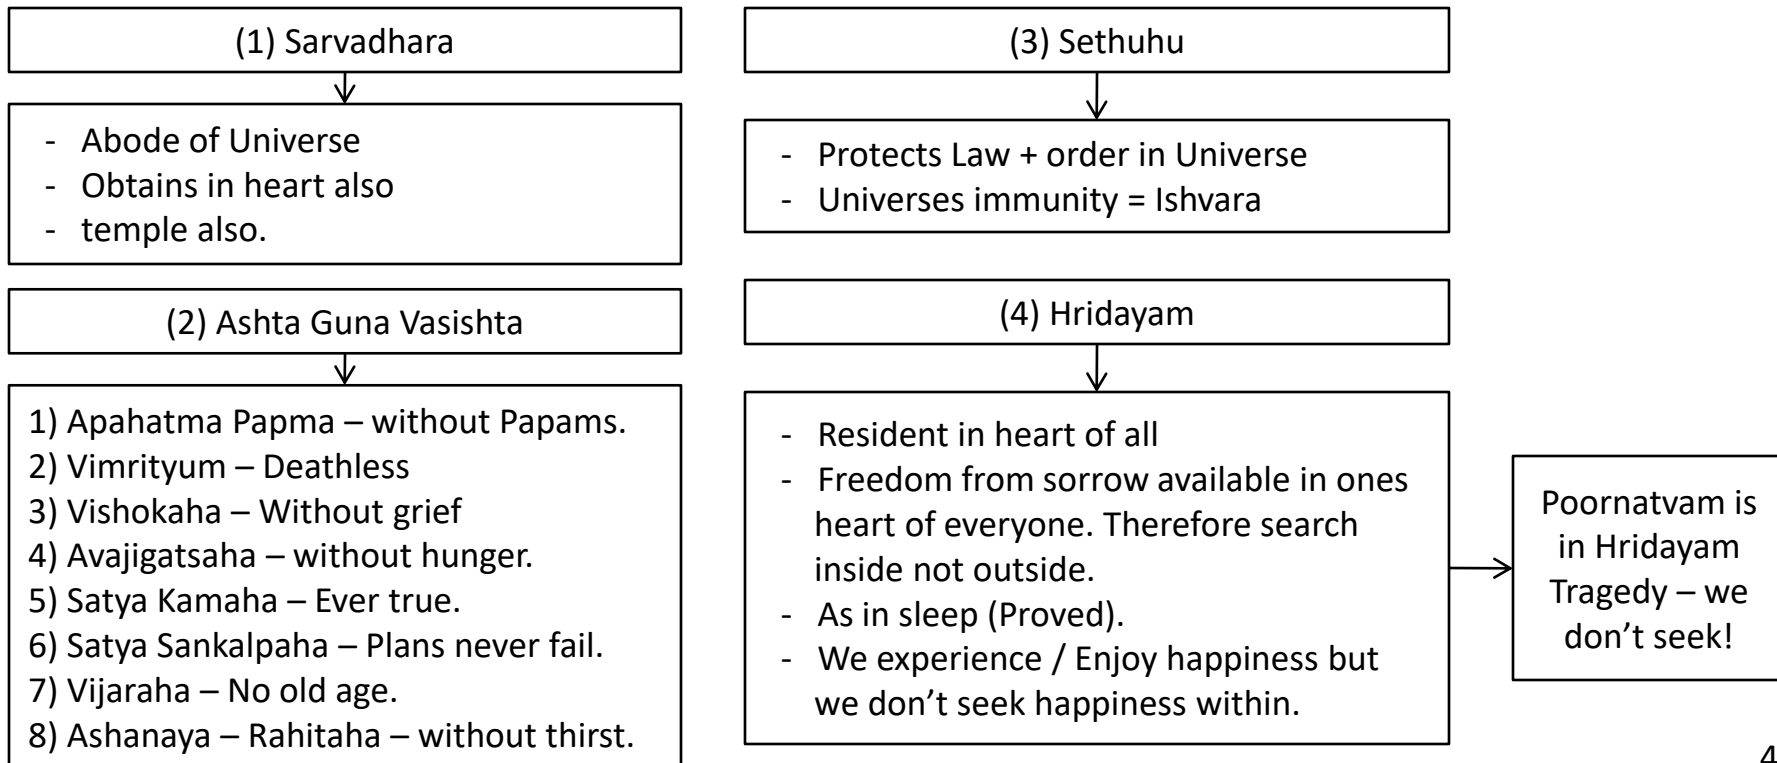 (1) Sarvadhara
- Abode of Universe
- Obtains in heart also
- temple also.
(2) Ashta Guna Vasishta
1) Apahatma Papma – without Papams.
2) Vimrityum – Deathless
3) Vishokaha – Without grief
4) Avajigatsaha – without hunger.
5) Satya Kamaha – Ever true.
6) Satya Sankalpaha – Plans never fail.
7) Vijaraha – No old age.
8) Ashanaya – Rahitaha – without thirst.
(3) Sethuhu
- Protects Law + order in Universe
- Universes immunity = Ishvara
(4) Hridayam
- Resident in heart of all
- Freedom from sorrow available in ones
heart of everyone. Therefore search
inside not outside.
- As in sleep (Proved).
- We experience / Enjoy happiness but
we don’t seek happiness within.
Poornatvam is
in Hridayam
Tragedy – we
don’t seek!
4